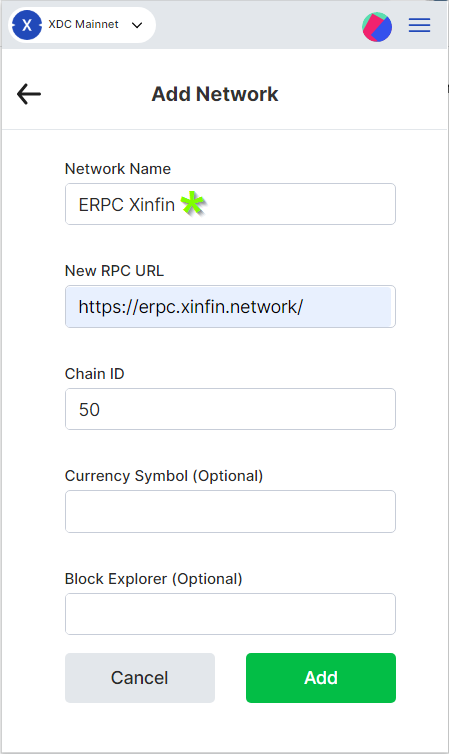 X XDC Mainnet
Add Network
Network Name
ERPC Xinfin
New RPC URL
https://erpc.xinfin.network/
Chain ID
50
Currency Symbol (Optional)
Block Explorer (Optional)
Cancel Add